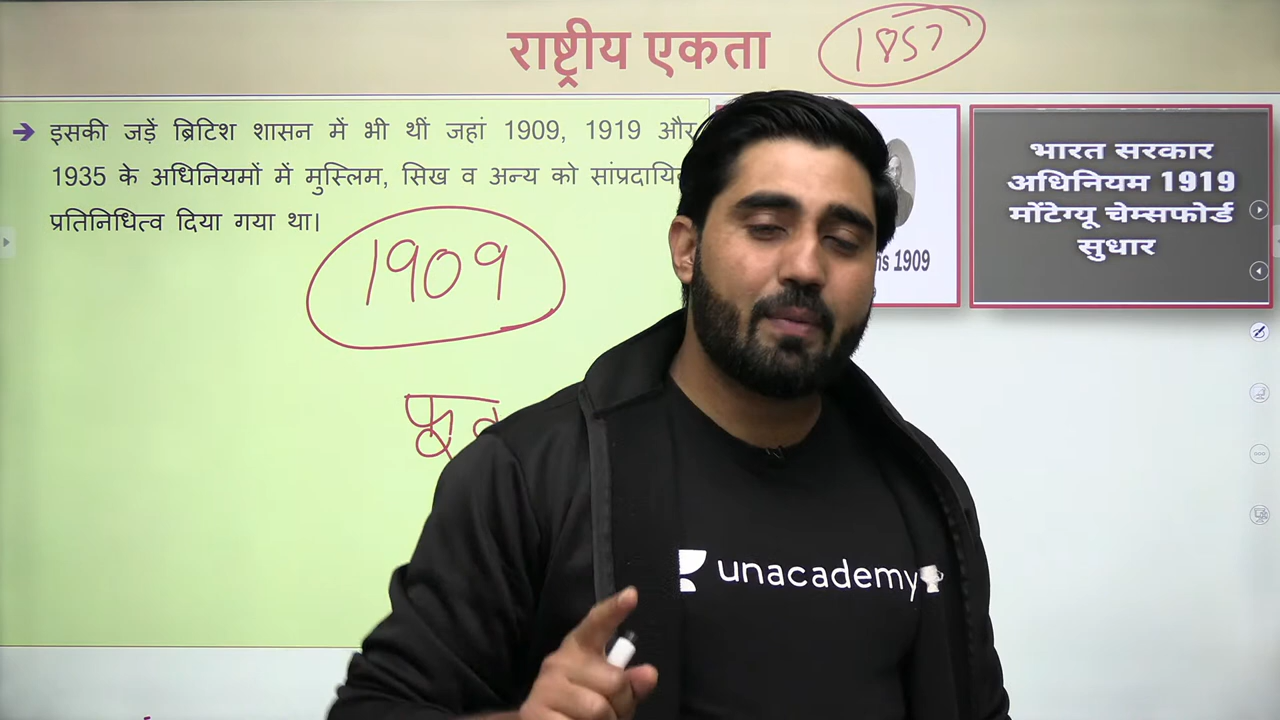 राष्ट्रीय एकता
1857
➔ इसकी जड़ें ब्रिटिश शासन में भी थीं जहां 1909, 1919 और
1935 के अधिनियमों में मुस्लिम, सिख व अन्य को
प्रतिनिधित्व दिया गया था।
1909
भारत सरकार
अधिनियम 1919
मोंटेग्यू चेम्सफोर्ड
सुधार
1909
unacademy